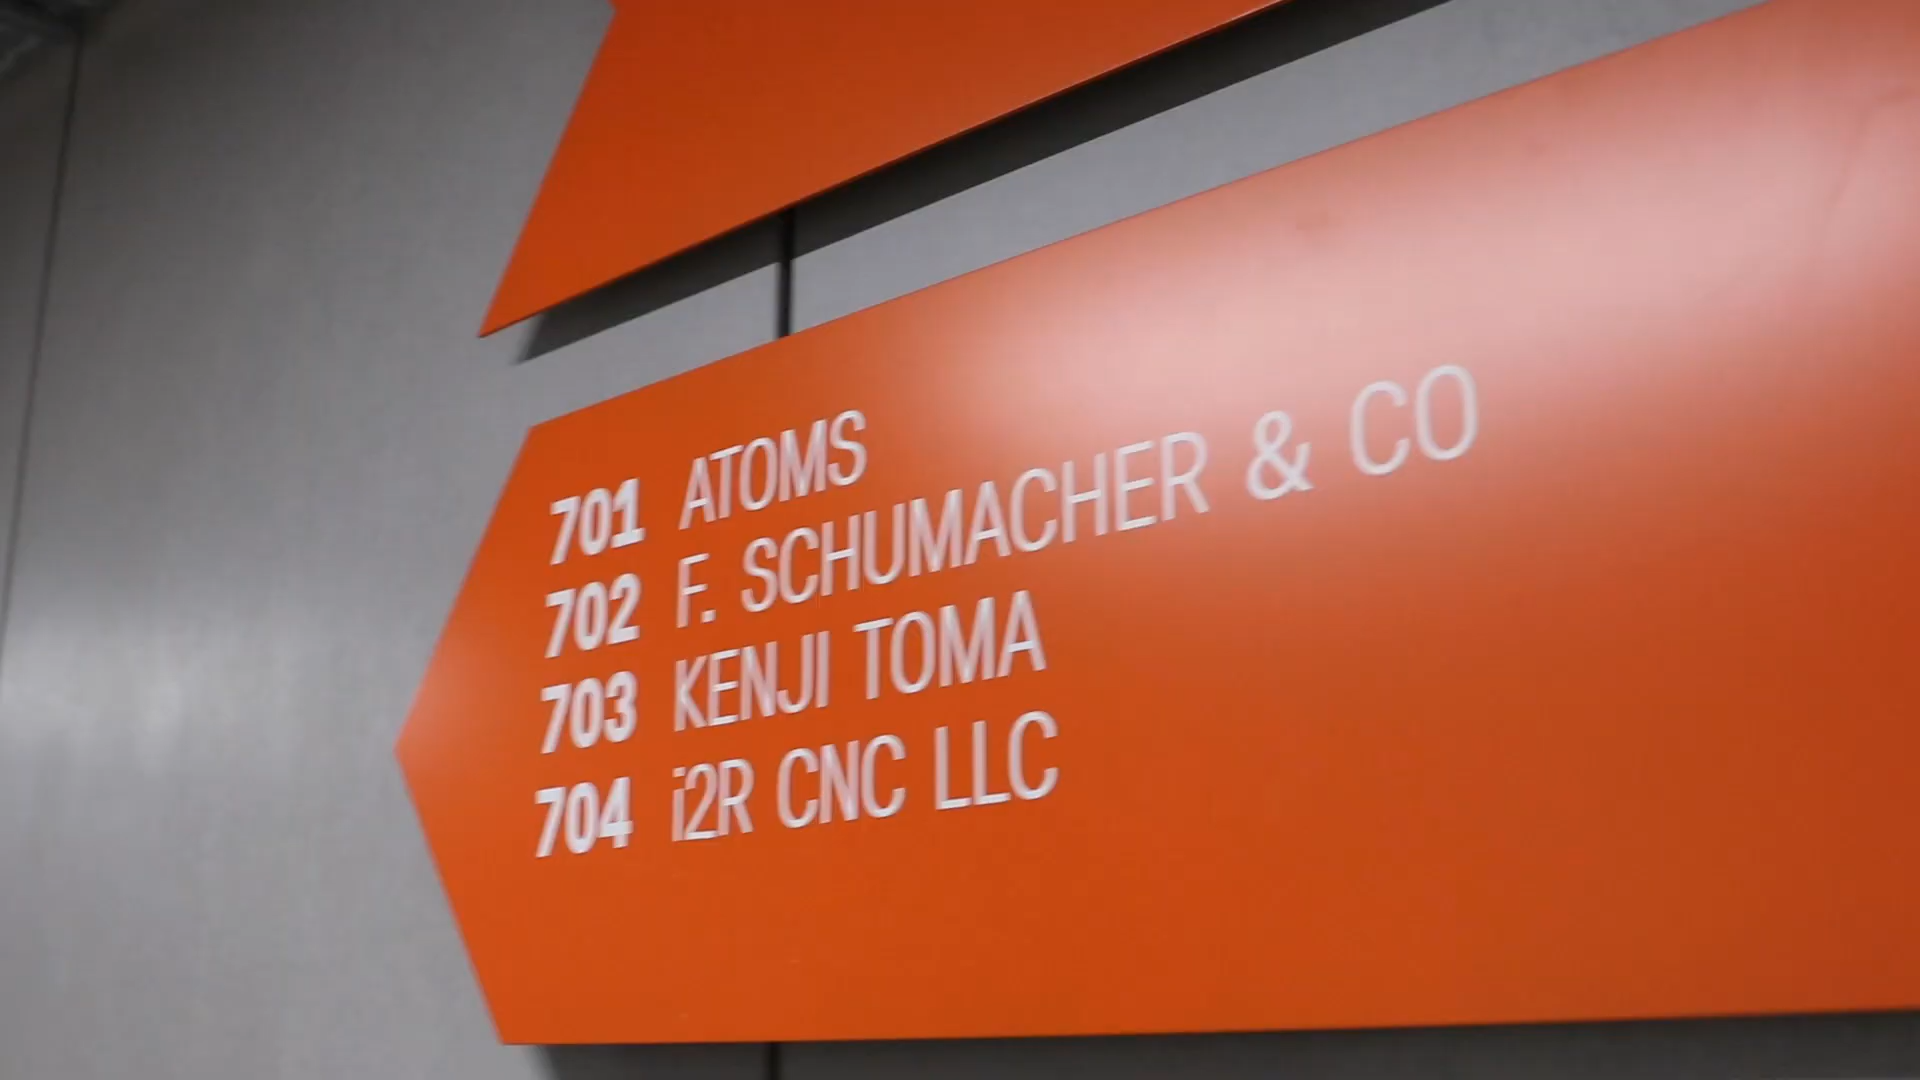 701 ATOMS
702 F. SCHUMACHER & CO
703 KENJI TOMA
704 i2R CNC LLC